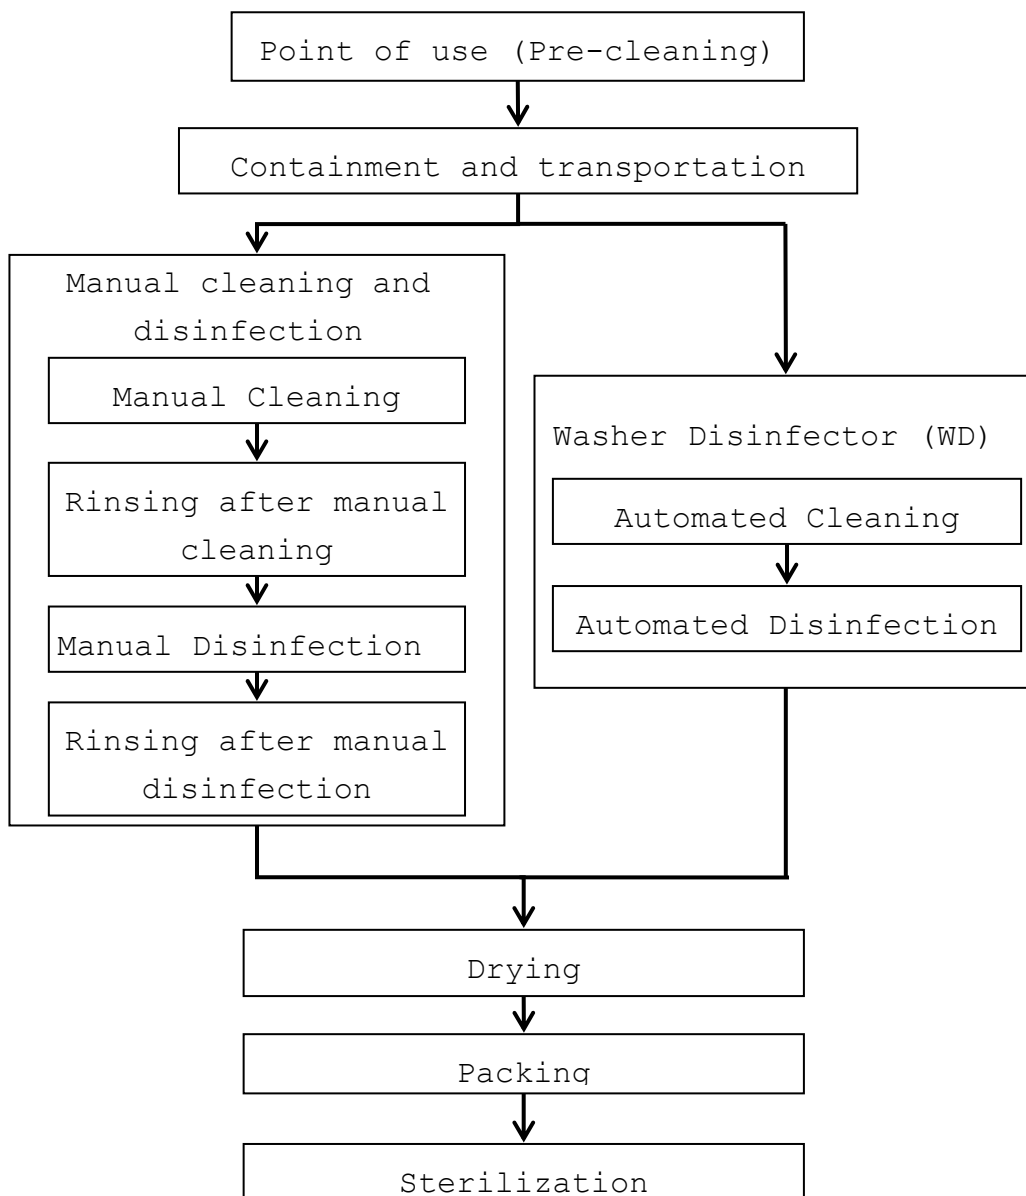 Point of use (Pre-cleaning)
Containment and transportation
Manual cleaning and
disinfection
Manual Cleaning
Rinsing after manual
cleaning
Manual Disinfection
Rinsing after manual
disinfection
Washer Disinfector (WD)
Automated Cleaning
Automated Disinfection
Drying
Packing
Sterilization